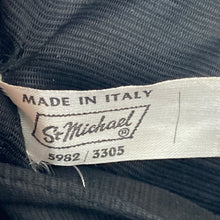 MADE IN ITALY
St Michael ®
5982 / 3305